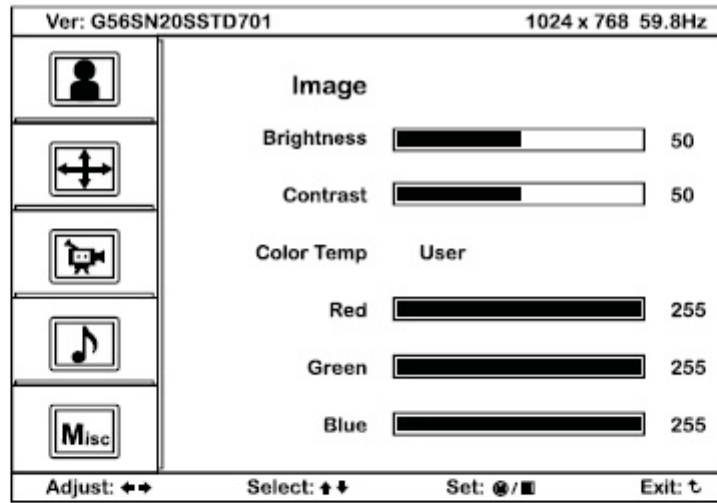 Ver: G56SN20SSTD701 1024 x 768 59.8Hz
Image
Brightness 50
Contrast 50
Color Temp User
Red 255
Green 255
Blue 255
Misc
Adjust: Select: Set: Exit: